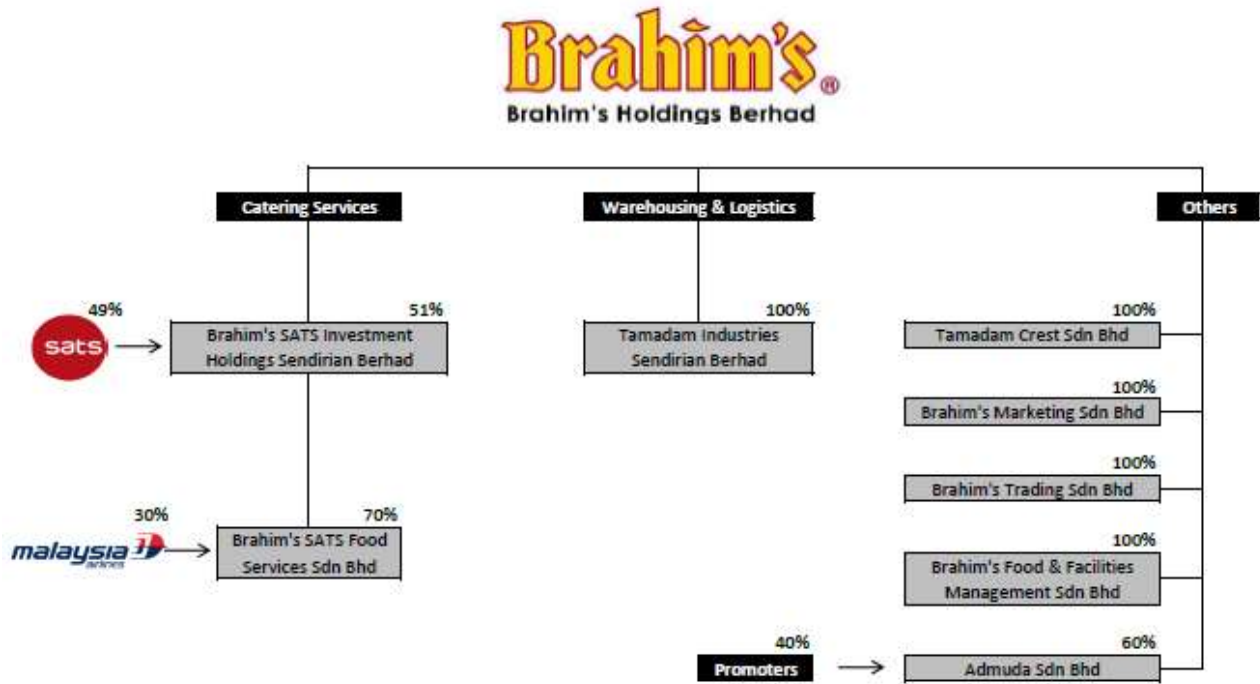 Brahim's®
Brahim's Holdings Berhad
Catering Services
Warehousing & Logistics
Others
49%
51%
100%
100%
sats
Brahim's SATS Investment
Holdings Sendirian Berhad
Tamadam Industries
Sendirian Berhad
Tamadam Crest Sdn Bhd
100%
Brahim's Marketing Sdn Bhd
100%
Brahim's Trading Sdn Bhd
30%
70%
malaysia
airlines
Brahim's SATS Food
Services Sdn Bhd
100%
Brahim's Food & Facilities
Management Sdn Bhd
40%
60%
Promoters
Admuda Sdn Bhd